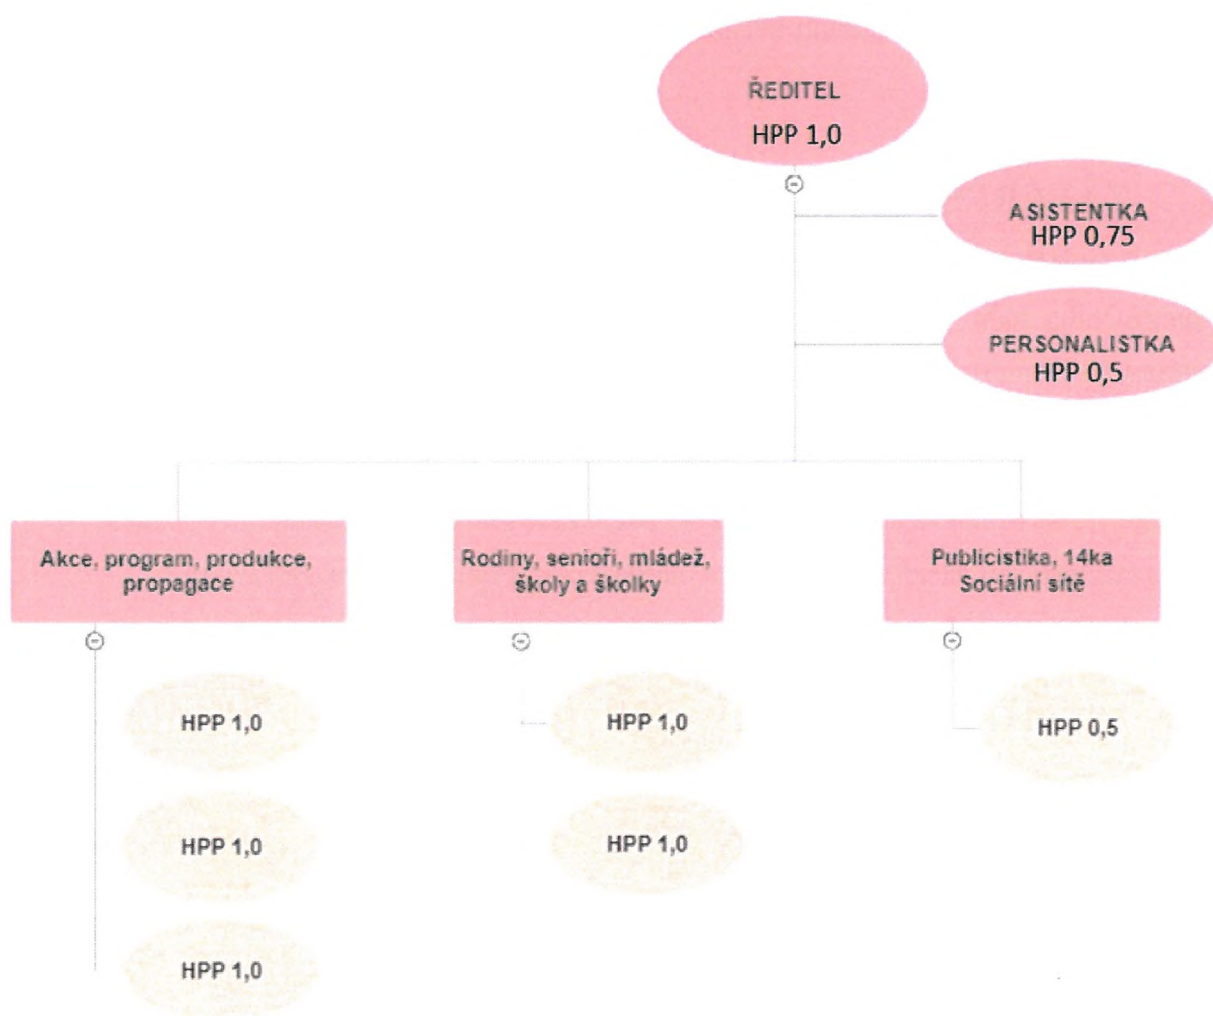 ŘEDITEL
HPP 1,0
ASISTENTKA
HPP 0,75
PERSONALISTKA
HPP 0,5
Akce, program, produkce,
propagace
HPP 1,0
HPP 1,0
HPP 1,0
Rodiny, senioři, mládež,
školy a školky
HPP 1,0
HPP 1,0
Publicistika, 14ka
Sociální sítě
HPP 0,5